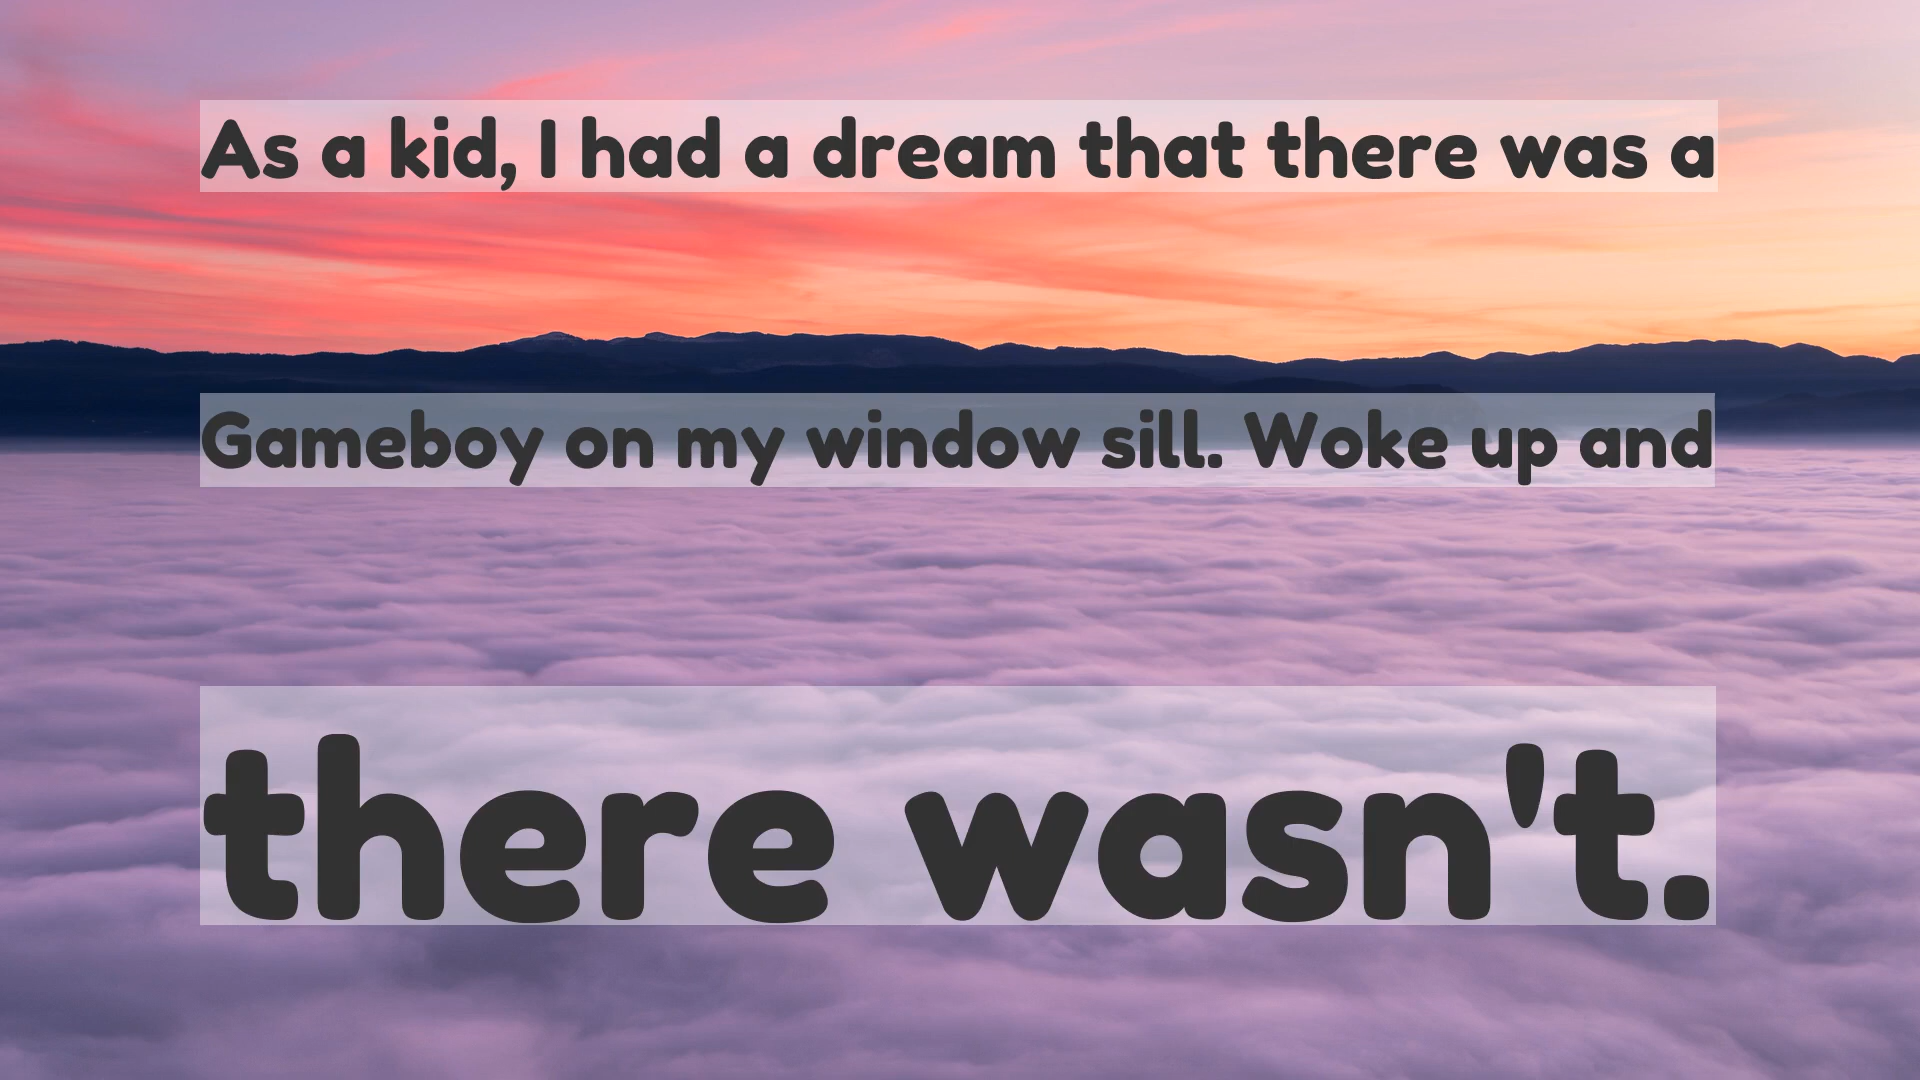 As a kid, I had a dream that there was a
Gameboy on my window sill. Woke up and
there wasn't.